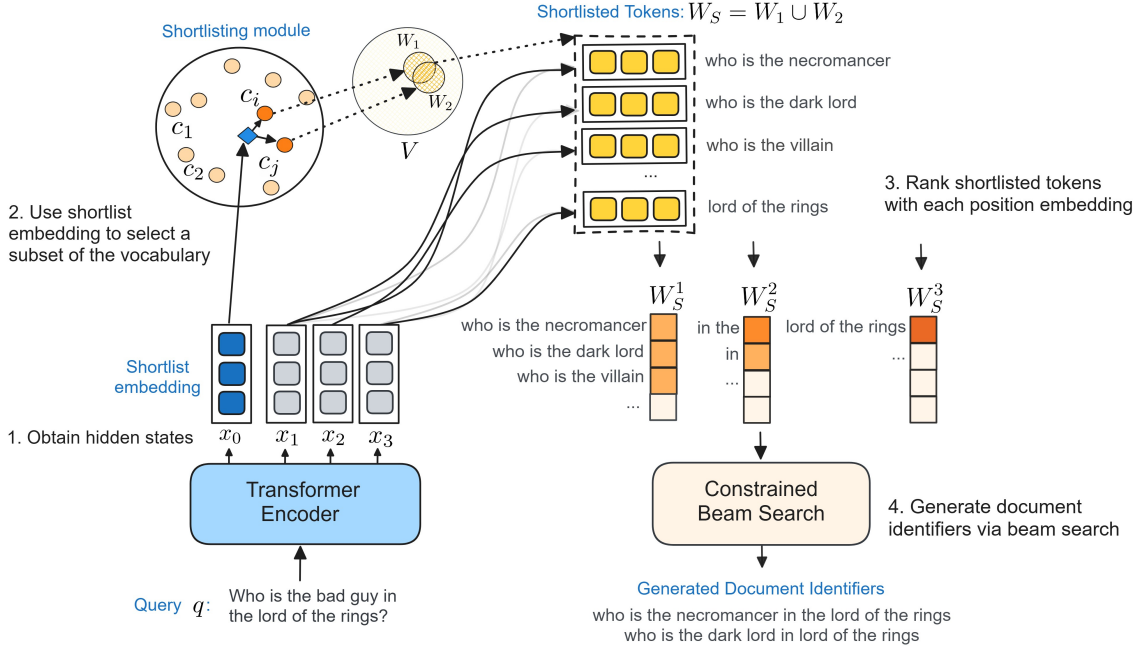 Shortlisted Tokens: W_S = W_1 ∪ W_2
Shortlisting module
W_1
W_2
V
c_i
c_1
c_j
c_2
who is the necromancer
who is the dark lord
who is the villain
...
lord of the rings
2. Use shortlist
embedding to select a
subset of the vocabulary
3. Rank shortlisted tokens
with each position embedding
W_S^1
W_S^2
W_S^3
who is the necromancer
who is the dark lord
who is the villain
...
in the
in
...
lord of the rings
...
Shortlist
embedding
1. Obtain hidden states
x_0
x_1
x_2
x_3
Transformer
Encoder
Constrained
Beam Search
4. Generate document
identifiers via beam search
Query q:
Who is the bad guy in
the lord of the rings?
Generated Document Identifiers
who is the necromancer in the lord of the rings
who is the dark lord in lord of the rings